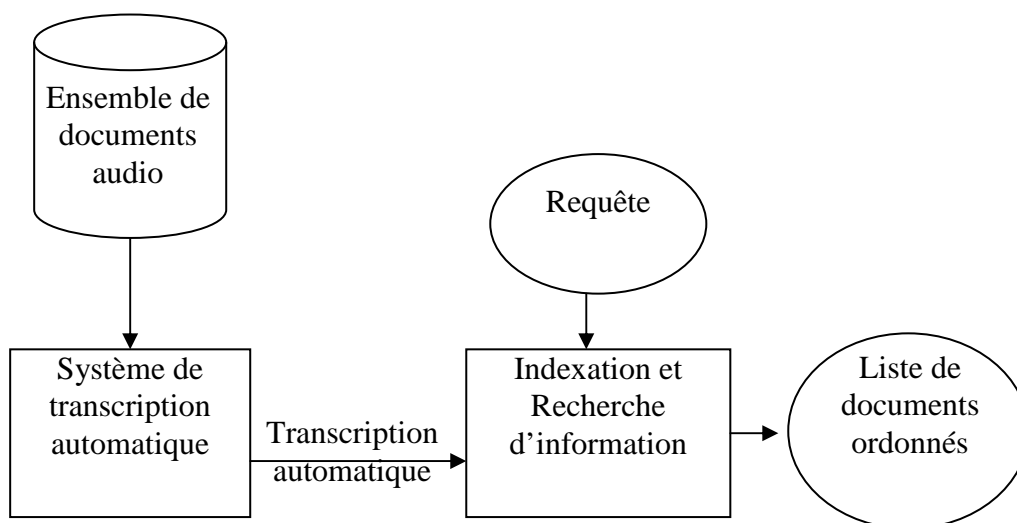 Ensemble de
documents
audio
Requête
Système de
transcription
automatique
Transcription
automatique
Indexation et
Recherche
d’information
Liste de
documents
ordonnés